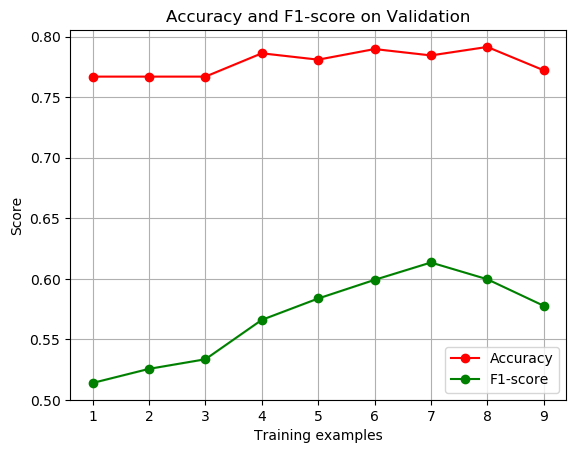 Accuracy and F1-score on Validation
0.80
0.75
0.70
0.65
0.60
0.55
0.50
Score
1 2 3 4 5 6 7 8 9
Training examples
Accuracy
F1-score